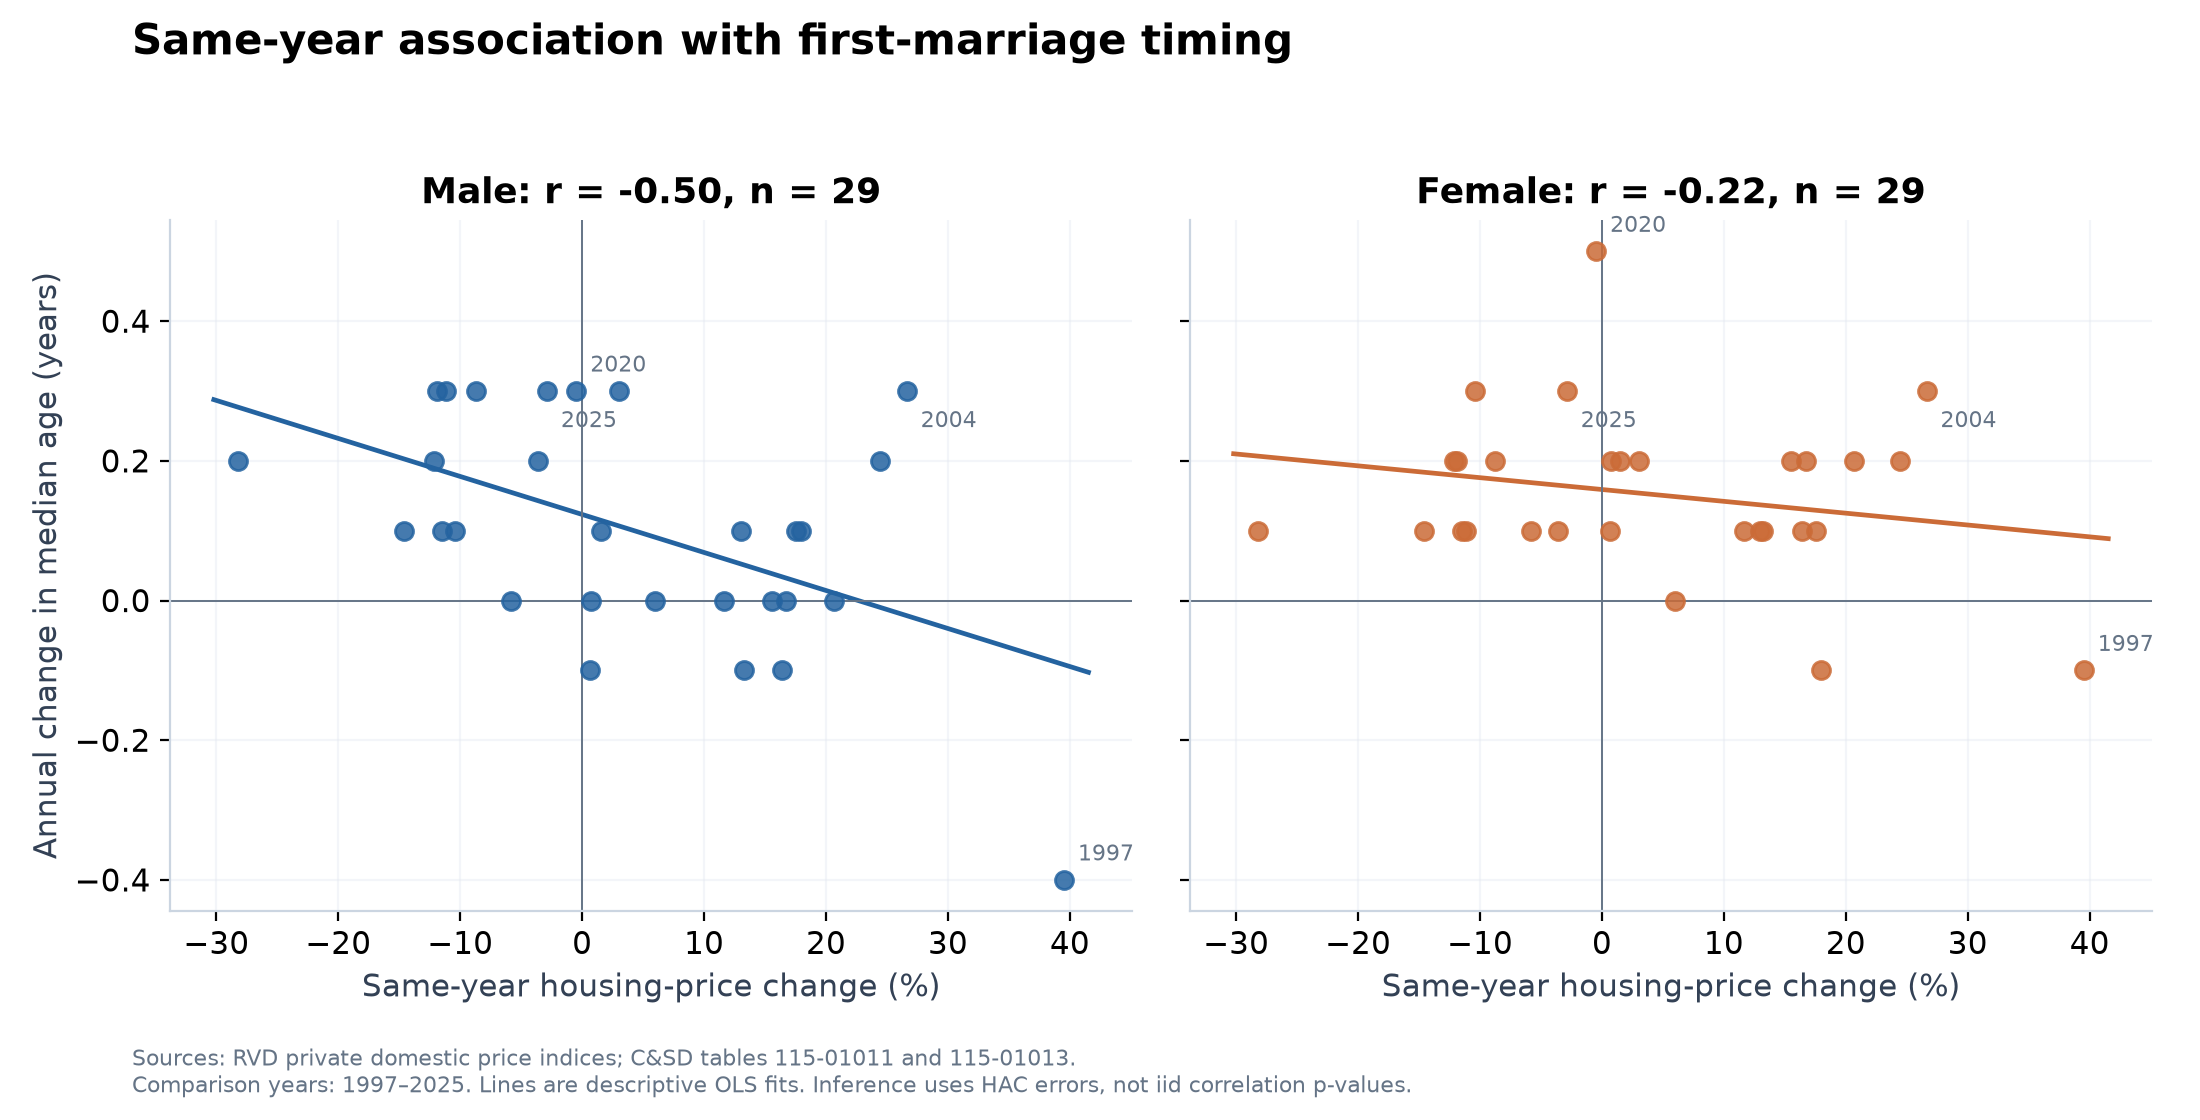 Same-year association with first-marriage timing
Male: r = -0.50, n = 29
Female: r = -0.22, n = 29
Annual change in median age (years)
0.4
0.2
0.0
−0.2
−0.4
2020
2025
2004
1997
−30 −20 −10 0 10 20 30 40
Same-year housing-price change (%)
2020
2025
2004
1997
−30 −20 −10 0 10 20 30 40
Same-year housing-price change (%)
Sources: RVD private domestic price indices; C&SD tables 115-01011 and 115-01013.
Comparison years: 1997–2025. Lines are descriptive OLS fits. Inference uses HAC errors, not iid correlation p-values.